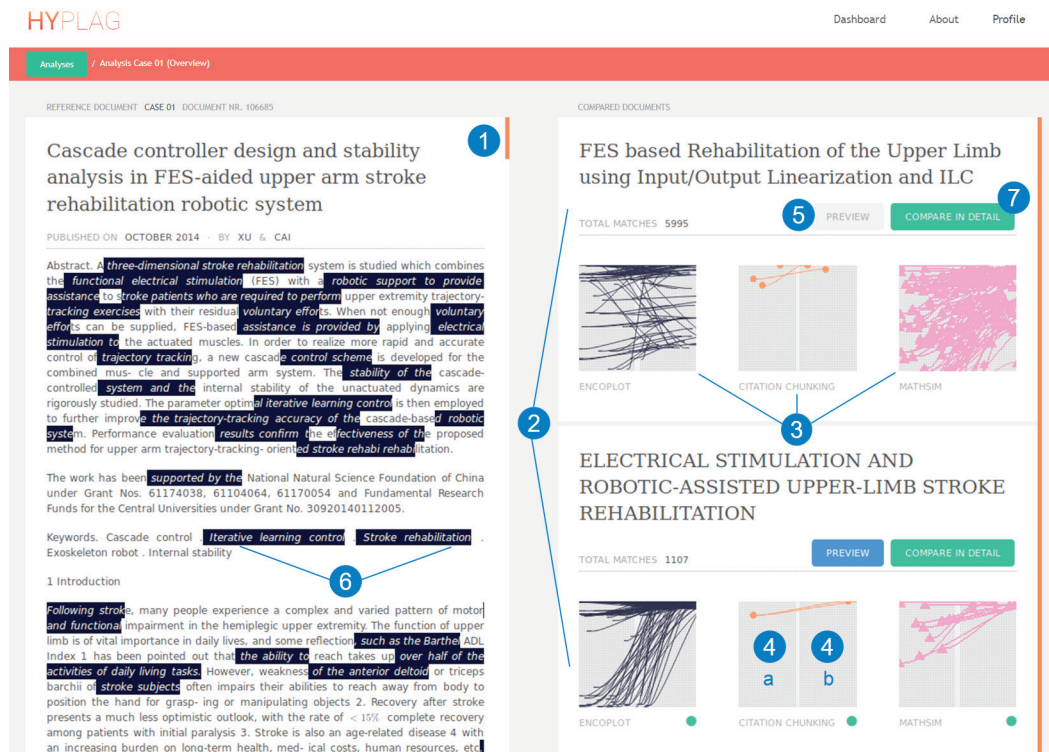 HYPLAG
Dashboard About Profile
Analyses / Analysis Case 01 (Overview)
REFERENCE DOCUMENT CASE 01 DOCUMENT NR. 106685
1
Cascade controller design and stability
analysis in FES-aided upper arm stroke
rehabilitation robotic system
PUBLISHED ON OCTOBER 2014 · BY XU & CAI
Abstract. A three-dimensional stroke rehabilitation system is studied which combines
the functional electrical stimulation (FES) with a robotic support to provide
assistance to stroke patients who are required to perform upper extremity trajectory-
tracking exercises with their residual voluntary efforts. When not enough voluntary
efforts can be supplied, FES-based assistance is provided by applying electrical
stimulation to the actuated muscles. In order to realize more rapid and accurate
control of trajectory tracking, a new cascade control scheme is developed for the
combined mus- cle and supported arm system. The stability of the cascade-
controlled system and the internal stability of the unactuated dynamics are
rigorously studied. The parameter optimal iterative learning control is then employed
to further improve the trajectory-tracking accuracy of the cascade-based robotic
system. Performance evaluation results confirm the effectiveness of the proposed
method for upper arm trajectory-tracking- oriented stroke rehabi rehabilitation.
The work has been supported by the National Natural Science Foundation of China
under Grant Nos. 61174038, 61104064, 61170054 and Fundamental Research
Funds for the Central Universities under Grant No. 30920140112005.
Keywords. Cascade control . Iterative learning control . Stroke rehabilitation .
Exoskeleton robot . Internal stability
6
1 Introduction
Following stroke, many people experience a complex and varied pattern of motor
and functional impairment in the hemiplegic upper extremity. The function of upper
limb is of vital importance in daily lives, and some reflection, such as the Barthel ADL
Index 1 has been pointed out that the ability to reach takes up over half of the
activities of daily living tasks. However, weakness of the anterior deltoid or triceps
barchii of stroke subjects often impairs their abilities to reach away from body to
position the hand for grasp- ing or manipulating objects 2. Recovery after stroke
presents a much less optimistic outlook, with the rate of < 15% complete recovery
among patients with initial paralysis 3. Stroke is also an age-related disease 4 with
an increasing burden on long-term health, med- ical costs, human resources, etc.
COMPARED DOCUMENTS
FES based Rehabilitation of the Upper Limb
using Input/Output Linearization and ILC
7
TOTAL MATCHES 5995
5
PREVIEW
COMPARE IN DETAIL
ENCOPLOT CITATION CHUNKING MATHSIM
2
3
ELECTRICAL STIMULATION AND
ROBOTIC-ASSISTED UPPER-LIMB STROKE
REHABILITATION
TOTAL MATCHES 1107
PREVIEW
COMPARE IN DETAIL
4 4
a b
ENCOPLOT CITATION CHUNKING MATHSIM